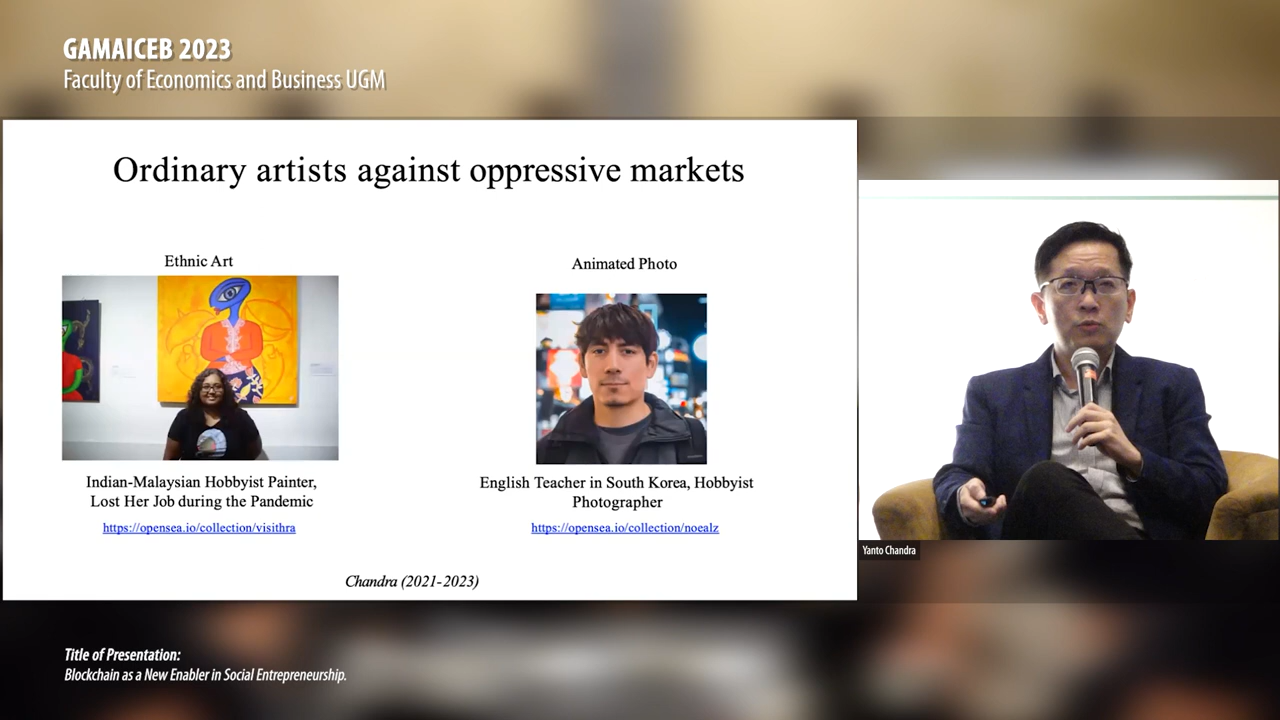 GAMAICEB 2023
Faculty of Economics and Business UGM
Ordinary artists against oppressive markets
Ethnic Art
Indian-Malaysian Hobbyist Painter,
Lost Her Job during the Pandemic
https://opensea.io/collection/visithra
Animated Photo
English Teacher in South Korea, Hobbyist
Photographer
https://opensea.io/collection/noealz
Chandra (2021-2023)
Yanto Chandra
Title of Presentation:
Blockchain as a New Enabler in Social Entrepreneurship.